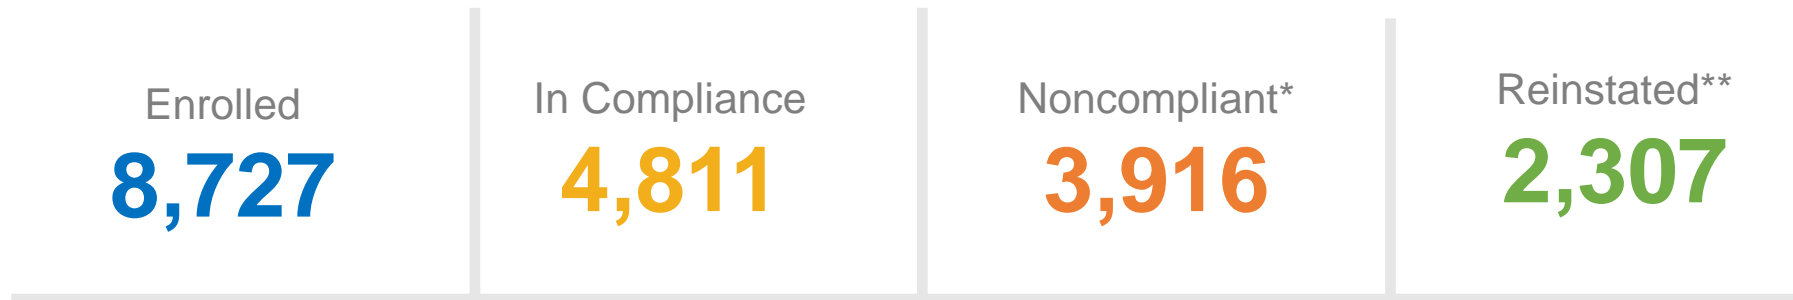 Enrolled
8,727
In Compliance
4,811
Noncompliant*
3,916
Reinstated**
2,307